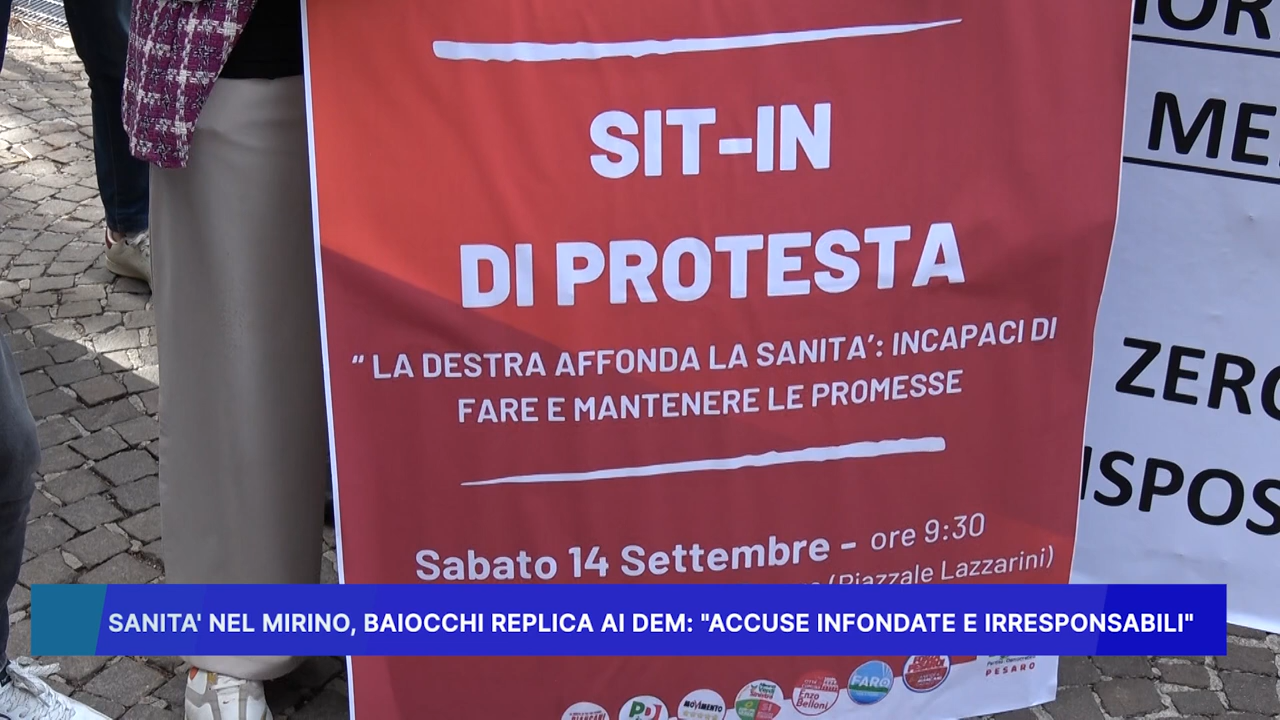 SIT-IN
DI PROTESTA
“ LA DESTRA AFFONDA LA SANITA’: INCAPACI DI
FARE E MANTENERE LE PROMESSE
Sabato 14 Settembre - ore 9:30
(Piazzale Lazzarini)
ME
ZERO
ISPOS
SANITA' NEL MIRINO, BAIOCCHI REPLICA AI DEM: "ACCUSE INFONDATE E IRRESPONSABILI"
PD
MOVIMENTO
Enzo
Belloni
FARO
PESARO